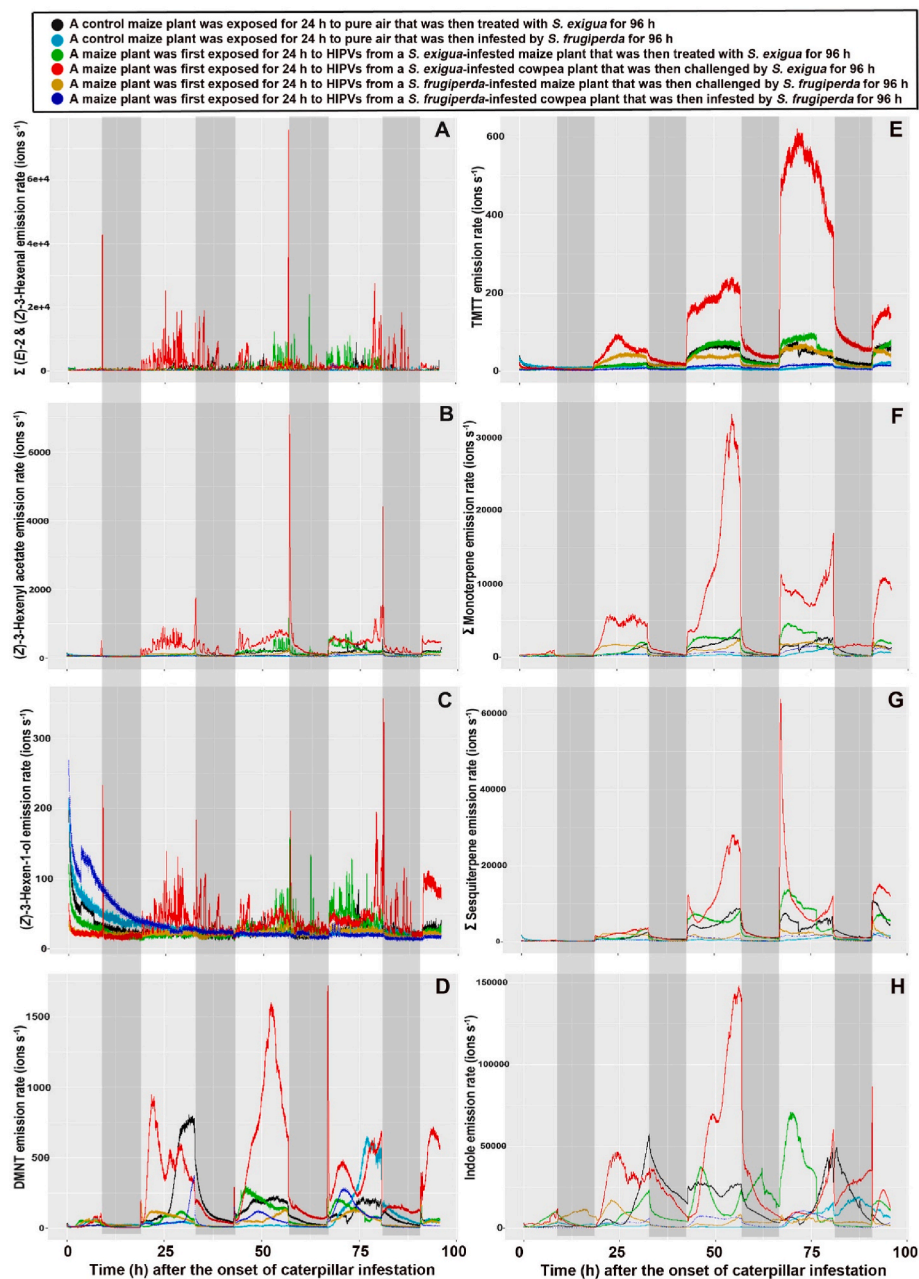 A control maize plant was exposed for 24 h to pure air that was then treated with S. exigua for 96 h
A control maize plant was exposed for 24 h to pure air that was then infested by S. frugiperda for 96 h
A maize plant was first exposed for 24 h to HIPVs from a S. exigua-infested maize plant that was then treated with S. exigua for 96 h
A maize plant was first exposed for 24 h to HIPVs from a S. exigua-infested cowpea plant that was then challenged by S. exigua for 96 h
A maize plant was first exposed for 24 h to HIPVs from a S. frugiperda-infested maize plant that was then challenged by S. frugiperda for 96 h
A maize plant was first exposed for 24 h to HIPVs from a S. frugiperda-infested cowpea plant that was then infested by S. frugiperda for 96 h
A
Σ (E)-2 & (Z)-3-Hexenal emission rate (ions s⁻¹)
6e+4
4e+4
2e+4
0
B
(Z)-3-Hexenyl acetate emission rate (ions s⁻¹)
6000
4000
2000
0
C
(Z)-3-Hexen-1-ol emission rate (ions s⁻¹)
300
200
100
0
D
DMNT emission rate (ions s⁻¹)
1500
1000
500
0
0 25 50 75 100
Time (h) after the onset of caterpillar infestation
E
TMTT emission rate (ions s⁻¹)
600
400
200
0
F
Σ Monoterpene emission rate (ions s⁻¹)
30000
20000
10000
0
G
Σ Sesquiterpene emission rate (ions s⁻¹)
60000
40000
20000
0
H
Indole emission rate (ions s⁻¹)
150000
100000
50000
0
0 25 50 75 100
Time (h) after the onset of caterpillar infestation